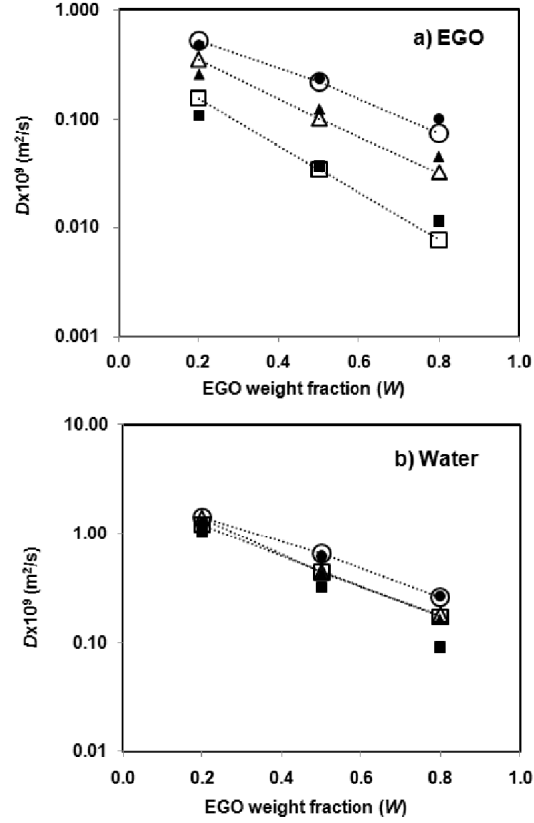 1.000
a) EGO
0.100
Dx10⁹ (m²/s)
0.010
0.001
0.0 0.2 0.4 0.6 0.8 1.0
EGO weight fraction (W)
10.00
b) Water
1.00
Dx10⁹ (m²/s)
0.10
0.01
0.0 0.2 0.4 0.6 0.8 1.0
EGO weight fraction (W)